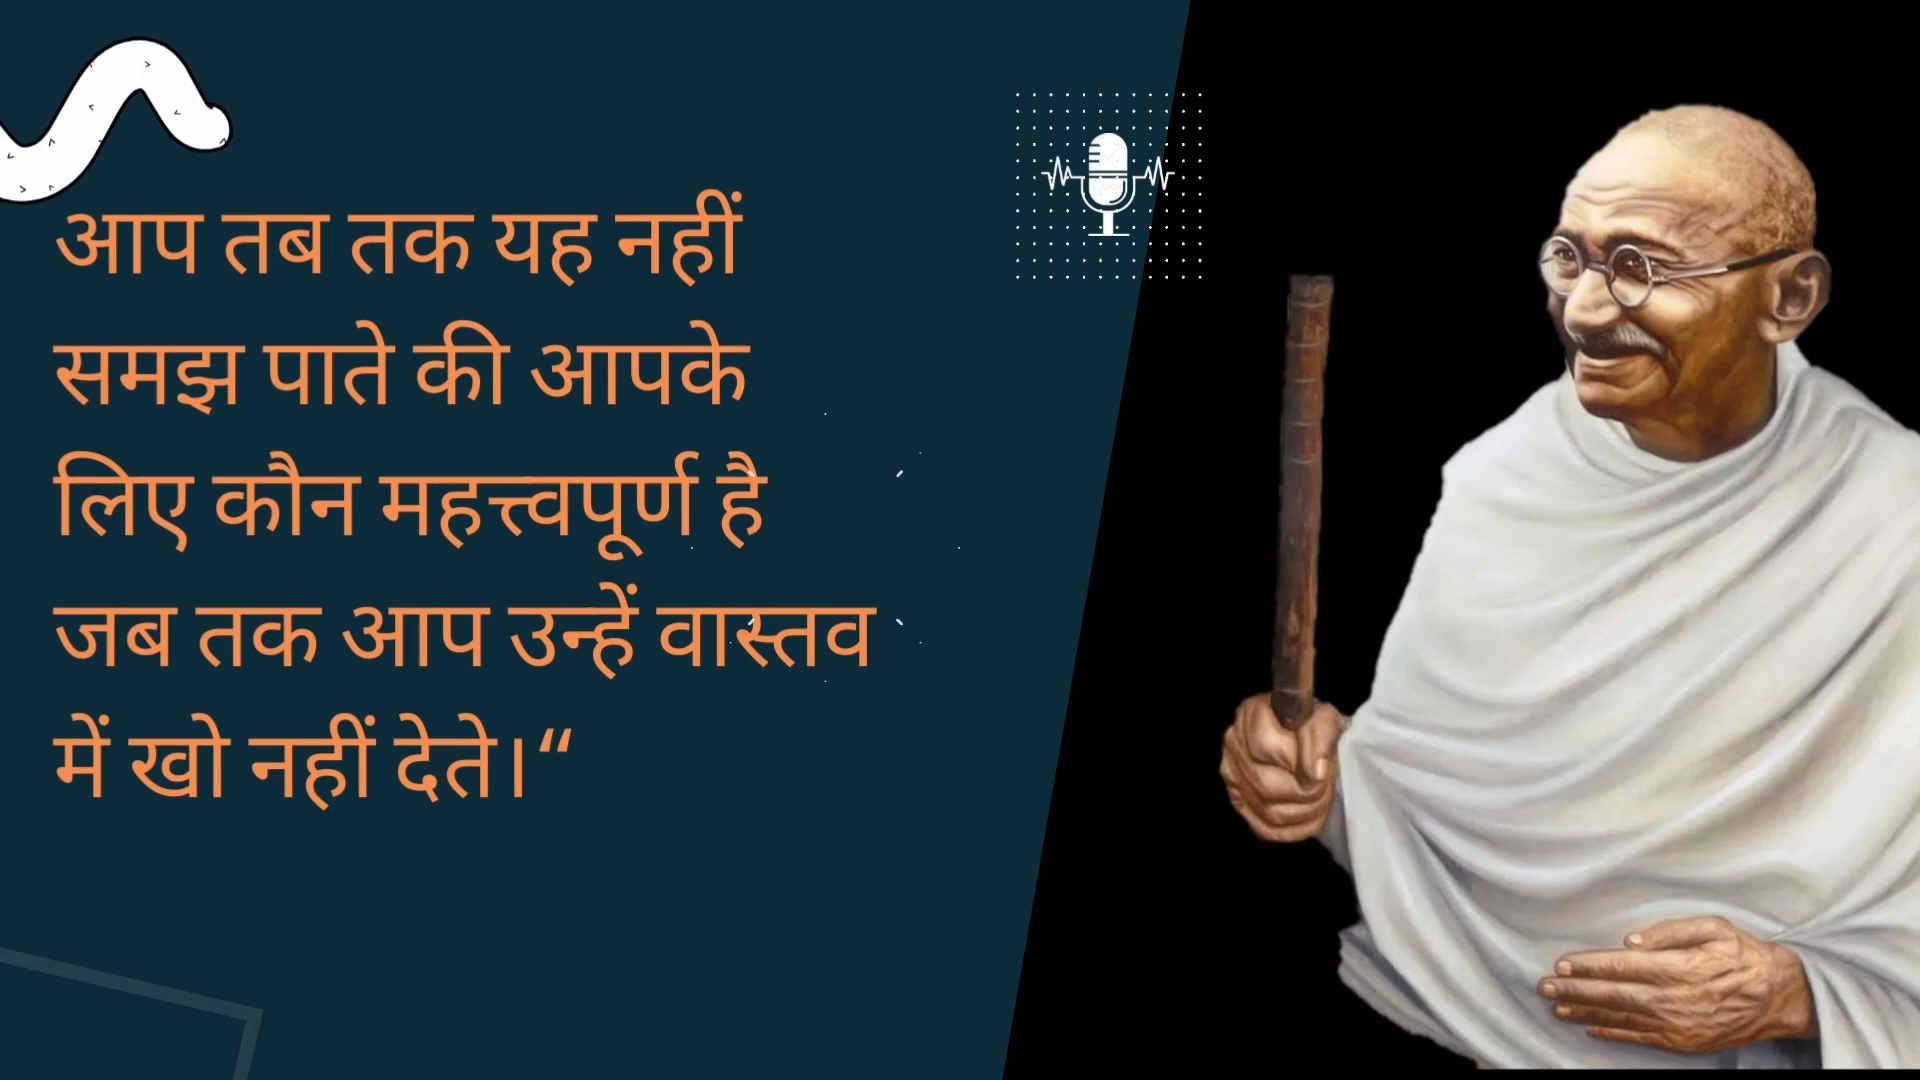 आप तब तक यह नहीं
समझ पाते की आपके
लिए कौन महत्त्वपूर्ण है
जब तक आप उन्हें वास्तव
में खो नहीं देते।“